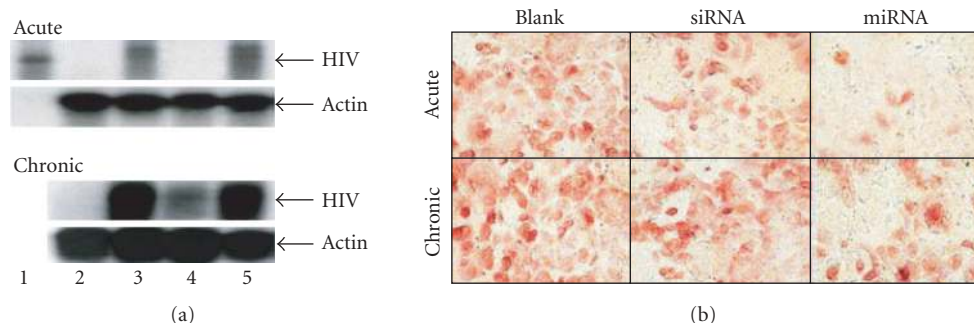 Acute
HIV
Actin
Chronic
HIV
Actin
1 2 3 4 5
(a)
Blank siRNA miRNA
Acute
Chronic
(b)